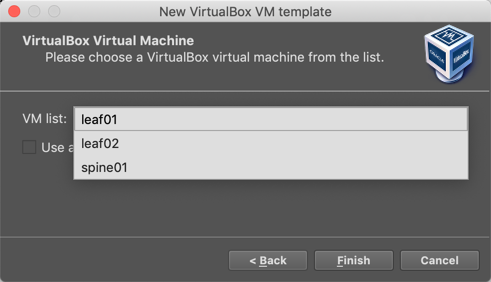 New VirtualBox VM template
VirtualBox Virtual Machine
Please choose a VirtualBox virtual machine from the list.
VM list:
leaf01
Use a
leaf02
spine01
< Back
Finish
Cancel